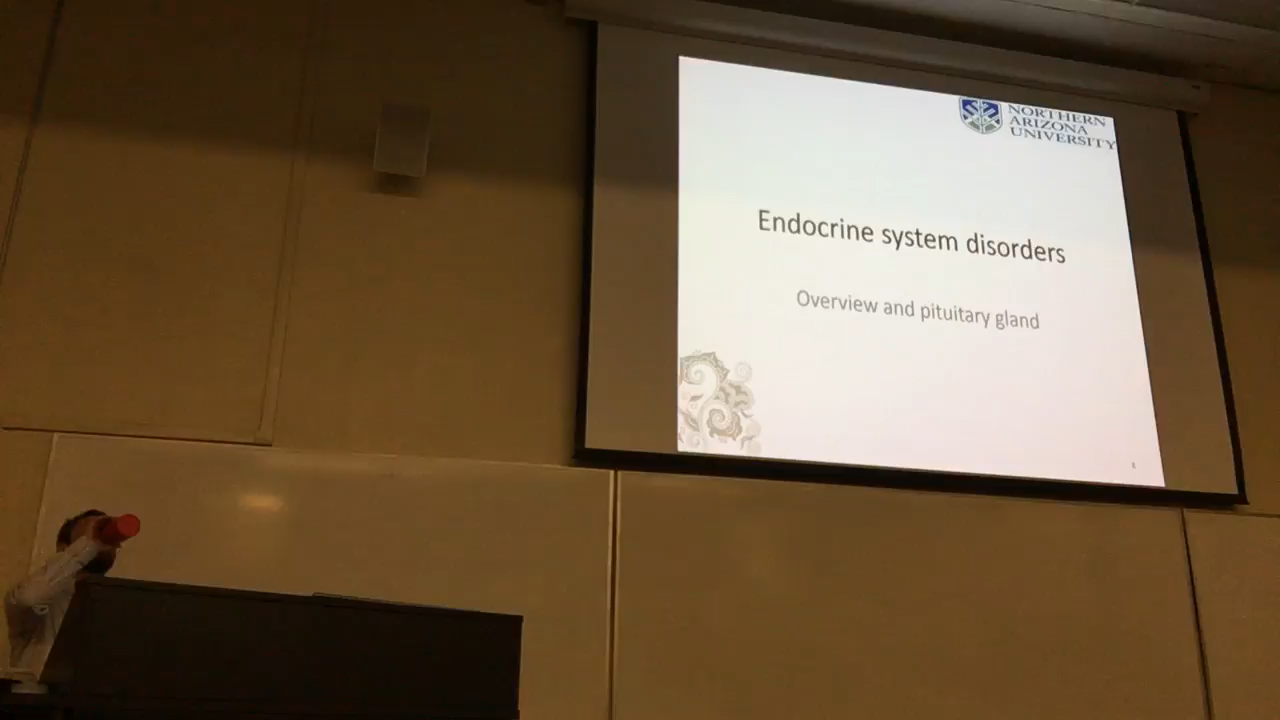 NORTHERN
ARIZONA
UNIVERSITY
Endocrine system disorders
Overview and pituitary gland